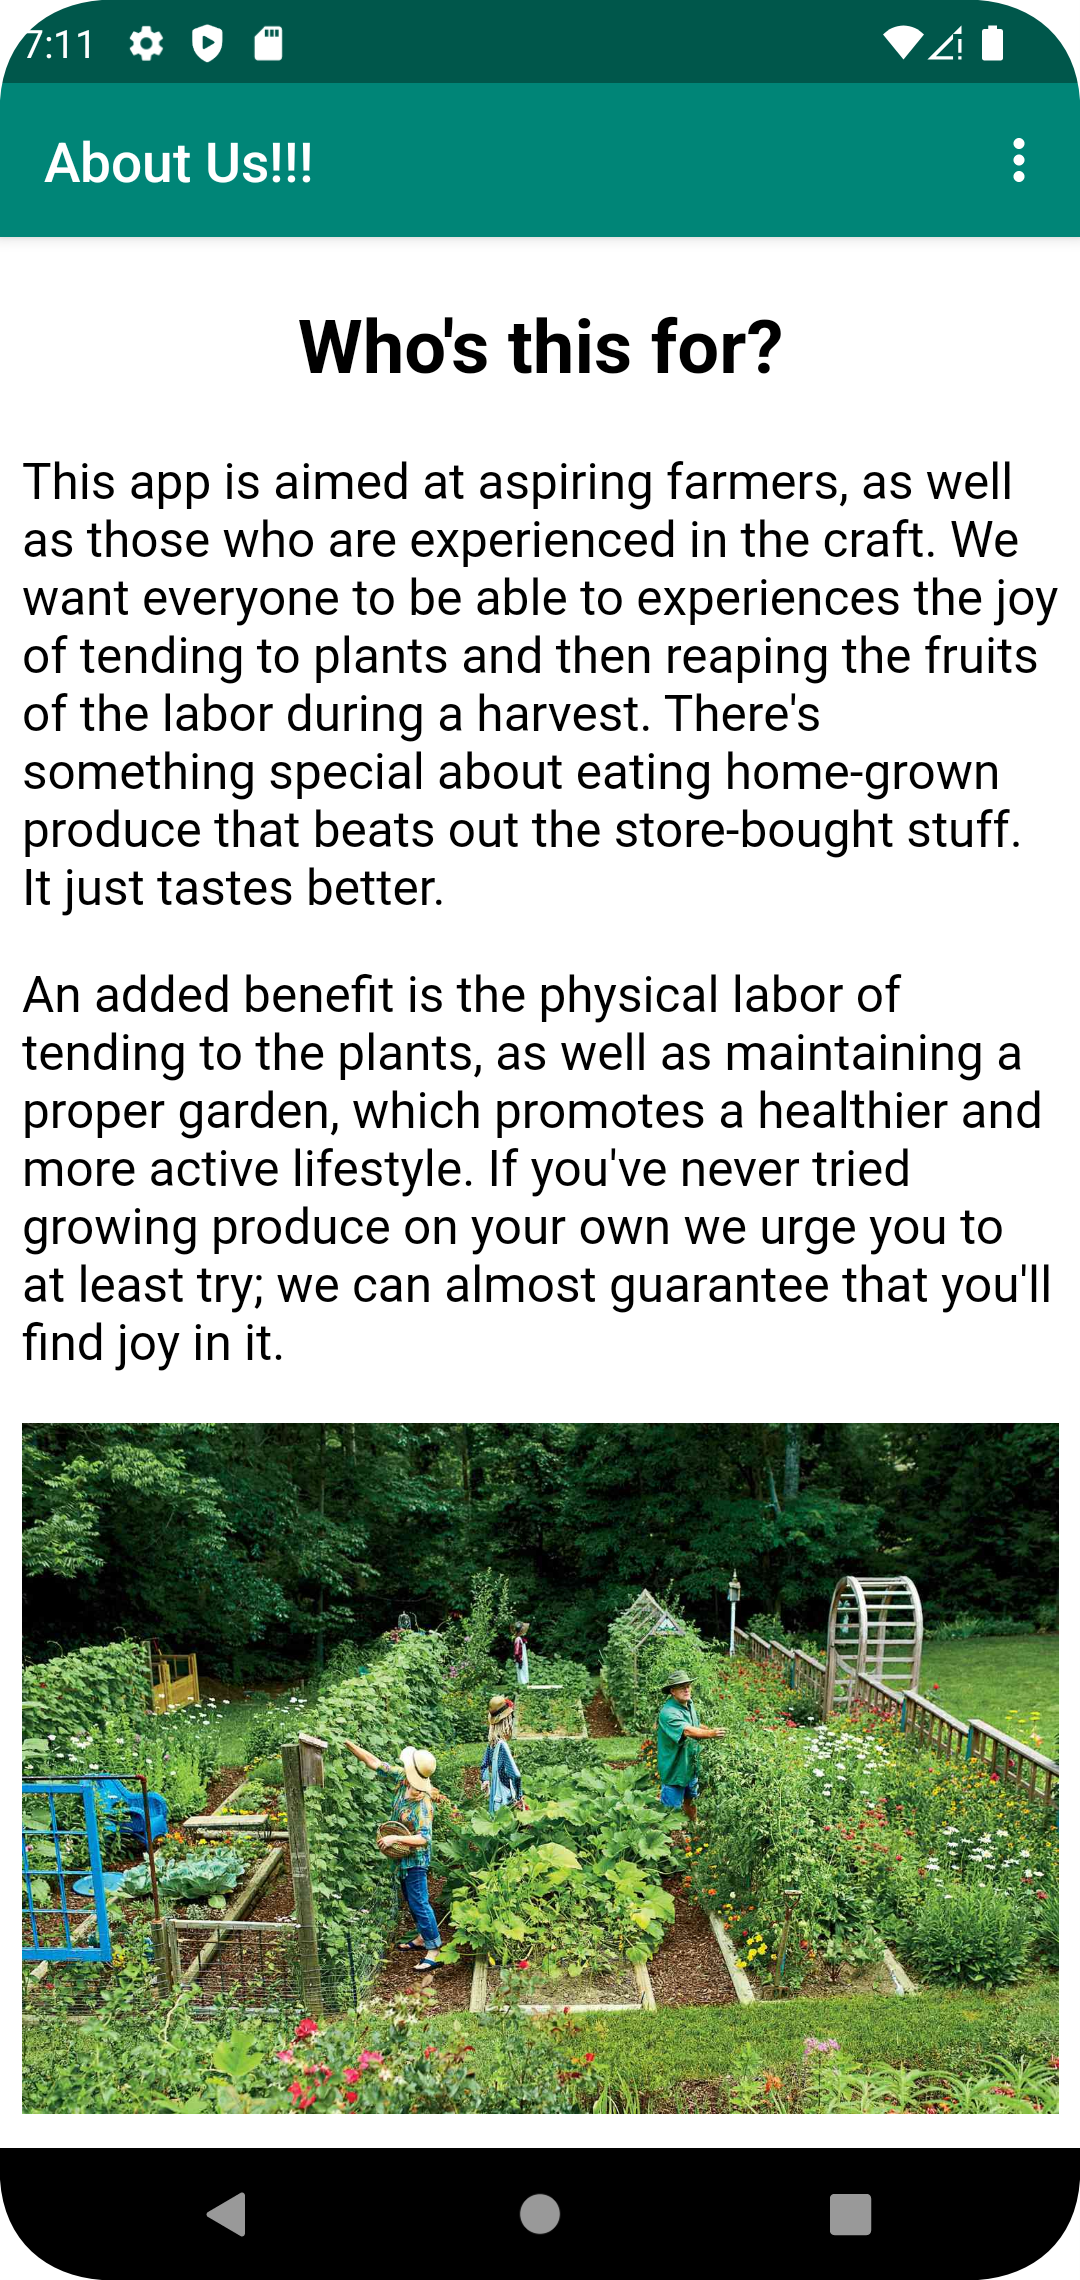 7:11
About Us!!!
Who's this for?
This app is aimed at aspiring farmers, as well
as those who are experienced in the craft. We
want everyone to be able to experiences the joy
of tending to plants and then reaping the fruits
of the labor during a harvest. There's
something special about eating home-grown
produce that beats out the store-bought stuff.
It just tastes better.
An added benefit is the physical labor of
tending to the plants, as well as maintaining a
proper garden, which promotes a healthier and
more active lifestyle. If you've never tried
growing produce on your own we urge you to
at least try; we can almost guarantee that you'll
find joy in it.